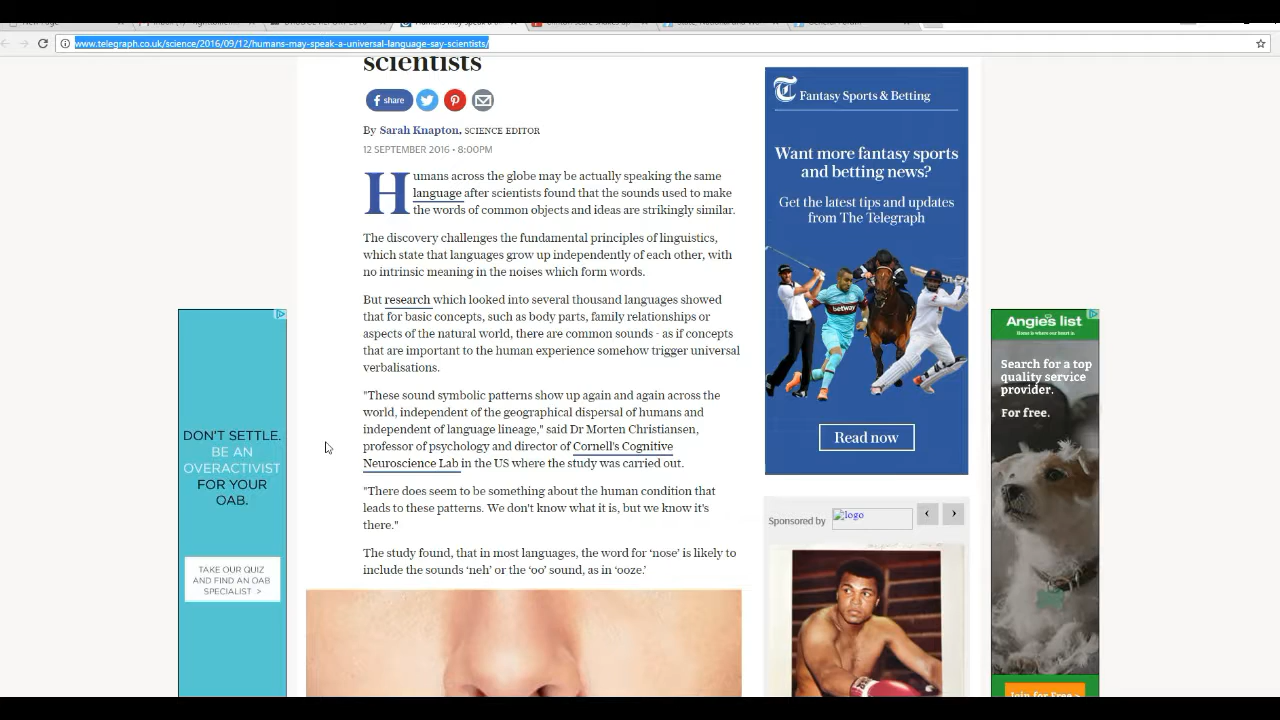 www.telegraph.co.uk/science/2016/09/12/humans-may-speak-a-universal-language-say-scientists/
scientists
share
By Sarah Knapton, SCIENCE EDITOR
12 SEPTEMBER 2016 • 8:00PM
Humans across the globe may be actually speaking the same
language after scientists found that the sounds used to make
the words of common objects and ideas are strikingly similar.
The discovery challenges the fundamental principles of linguistics,
which state that languages grow up independently of each other, with
no intrinsic meaning in the noises which form words.
But research which looked into several thousand languages showed
that for basic concepts, such as body parts, family relationships or
aspects of the natural world, there are common sounds - as if concepts
that are important to the human experience somehow trigger universal
verbalisations.
"These sound symbolic patterns show up again and again across the
world, independent of the geographical dispersal of humans and
independent of language lineage," said Dr Morten Christiansen,
professor of psychology and director of Cornell's Cognitive
Neuroscience Lab in the US where the study was carried out.
"There does seem to be something about the human condition that
leads to these patterns. We don't know what it is, but we know it's
there."
The study found, that in most languages, the word for ‘nose’ is likely to
include the sounds ‘neh’ or the ‘oo’ sound, as in ‘ooze.’
DON'T SETTLE.
BE AN
OVERACTIVIST
FOR YOUR
OAB.
TAKE OUR QUIZ
AND FIND AN OAB
SPECIALIST >
T Fantasy Sports & Betting
Want more fantasy sports
and betting news?
Get the latest tips and updates
from The Telegraph
betway
Read now
Sponsored by
logo
Angie's list
Search for a top
quality service
provider.
For free.
Join for Free >